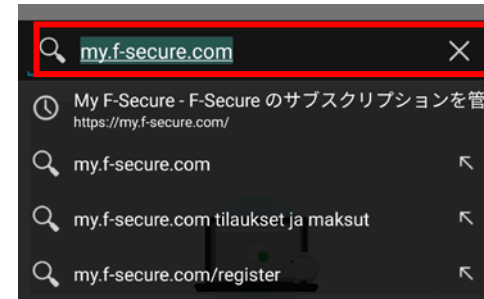 my.f-secure.com
My F-Secure - F-Secure のサブスクリプションを管
https://my.f-secure.com/
my.f-secure.com
my.f-secure.com tilaukset ja maksut
my.f-secure.com/register